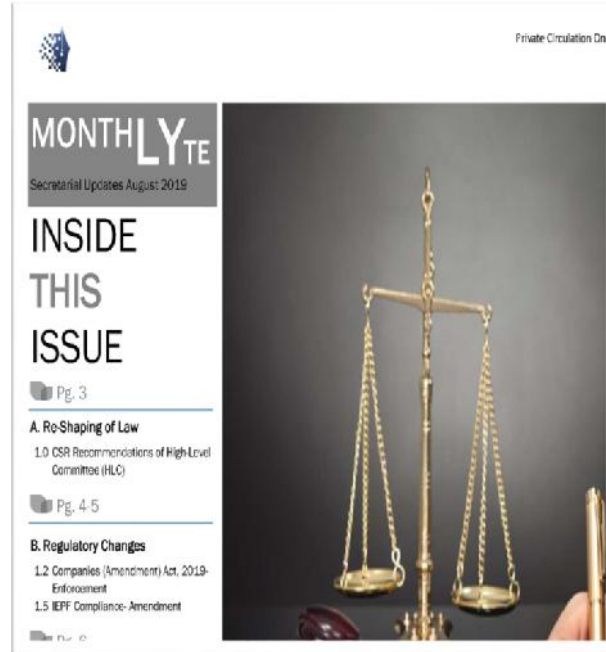 Private Circulation On
MONTHLYTE
Secretarial Updates August 2019
INSIDE
THIS
ISSUE
Pg. 3
A. Re-Shaping of Law
1.0 CSR Recommendations of High-Level
Committee (HLC)
Pg. 4-5
B. Regulatory Changes
1.2 Companies (Amendment) Act, 2019-
Enforcement
1.5 IEPF Compliance- Amendment